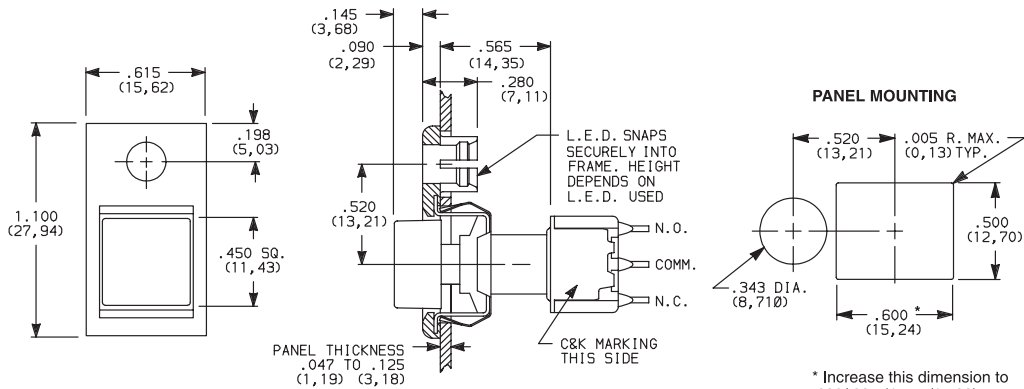 .615
(15,62)
.198
(5,03)
1.100
(27,94)
.450 SQ.
(11,43)
.145
(3,68)
.090
(2,29)
.565
(14,35)
.280
(7,11)
L.E.D. SNAPS
SECURELY INTO
FRAME. HEIGHT
DEPENDS ON
L.E.D. USED
.520
(13,21)
N.O.
COMM.
N.C.
PANEL THICKNESS
.047 TO .125
(1,19) (3,18)
C&K MARKING
THIS SIDE
PANEL MOUNTING
.520
(13,21)
.005 R. MAX.
(0,13) TYP.
.500
(12,70)
.343 DIA.
(8,71Ø)
.600 *
(15,24)
* Increase this dimension to